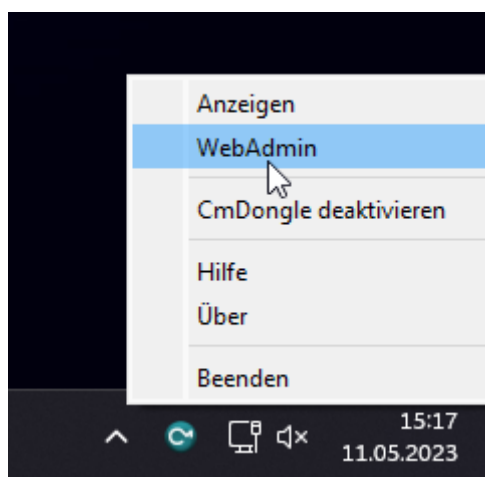 Anzeigen
WebAdmin
CmDongle deaktivieren
Hilfe
Über
Beenden
15:17
11.05.2023